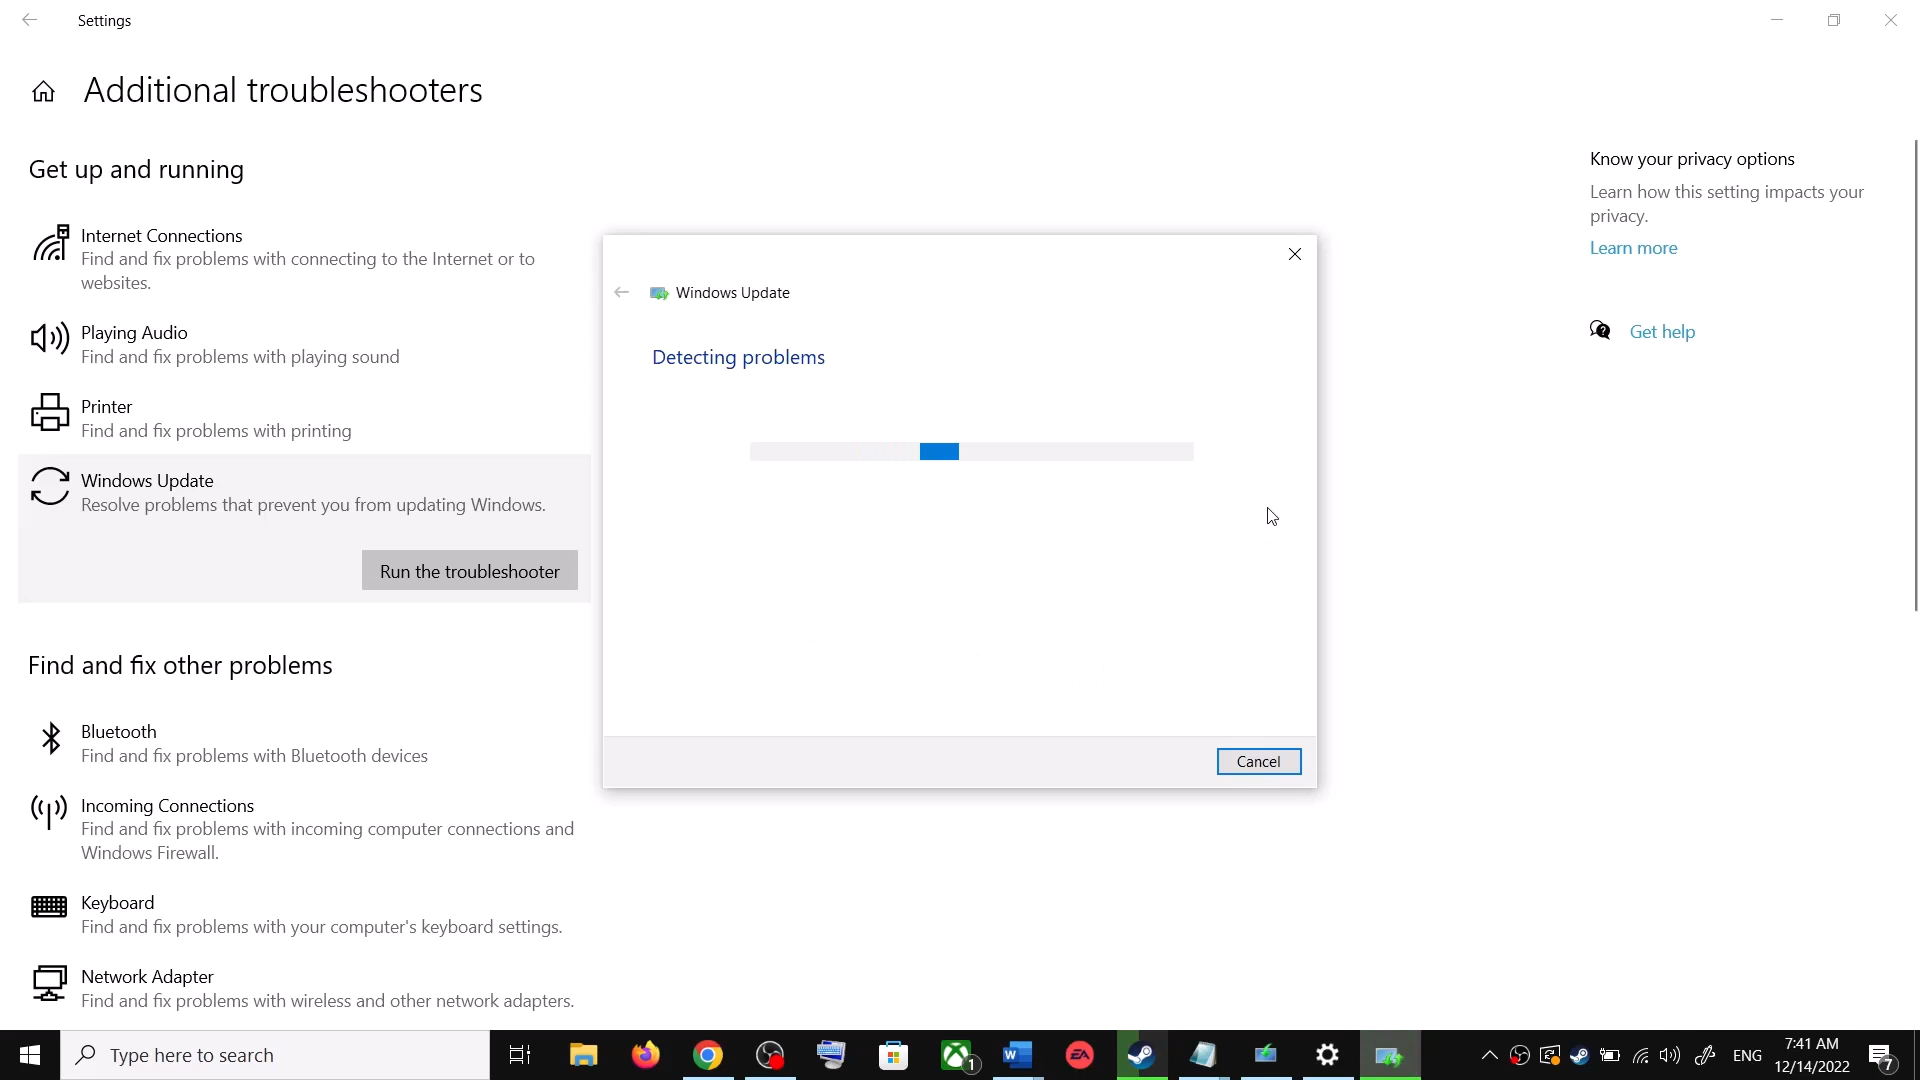 Settings
Additional troubleshooters
Get up and running
Internet Connections
Find and fix problems with connecting to the Internet or to
websites.
Playing Audio
Find and fix problems with playing sound
Printer
Find and fix problems with printing
Windows Update
Resolve problems that prevent you from updating Windows.
Run the troubleshooter
Find and fix other problems
Bluetooth
Find and fix problems with Bluetooth devices
Incoming Connections
Find and fix problems with incoming computer connections and
Windows Firewall.
Keyboard
Find and fix problems with your computer's keyboard settings.
Network Adapter
Find and fix problems with wireless and other network adapters.
Windows Update
Detecting problems
Cancel
Know your privacy options
Learn how this setting impacts your
privacy.
Learn more
Get help
Type here to search
W
1
EA
ENG
7:41 AM
12/14/2022
7